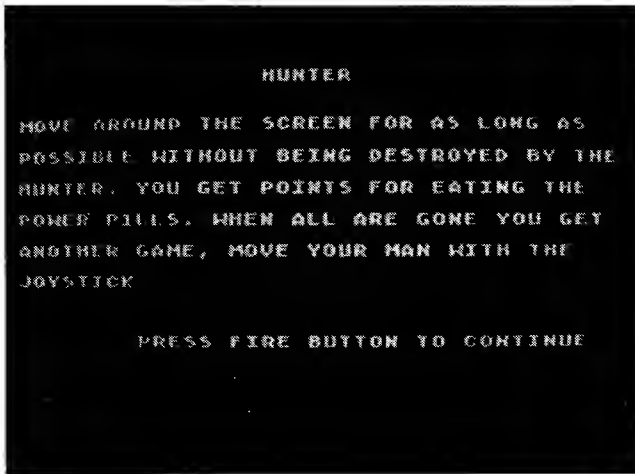 HUNTER
MOVE AROUND THE SCREEN FOR AS LONG AS
POSSIBLE WITHOUT BEING DESTROYED BY THE
HUNTER. YOU GET POINTS FOR EATING THE
POWER PILLS. WHEN ALL ARE GONE YOU GET
ANOTHER GAME, MOVE YOUR MAN WITH THE
JOYSTICK
PRESS FIRE BUTTON TO CONTINUE